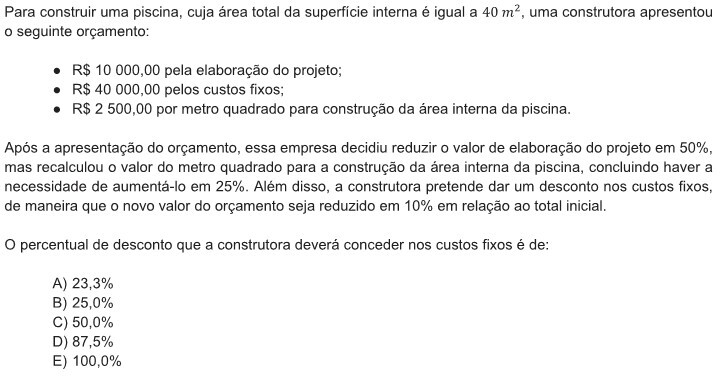 Para construir uma piscina, cuja área total da superfície interna é igual a 40 m², uma construtora apresentou
o seguinte orçamento:
● R$ 10 000,00 pela elaboração do projeto;
● R$ 40 000,00 pelos custos fixos;
● R$ 2 500,00 por metro quadrado para construção da área interna da piscina.
Após a apresentação do orçamento, essa empresa decidiu reduzir o valor de elaboração do projeto em 50%,
mas recalculou o valor do metro quadrado para a construção da área interna da piscina, concluindo haver a
necessidade de aumentá-lo em 25%. Além disso, a construtora pretende dar um desconto nos custos fixos,
de maneira que o novo valor do orçamento seja reduzido em 10% em relação ao total inicial.
O percentual de desconto que a construtora deverá conceder nos custos fixos é de:
A) 23,3%
B) 25,0%
C) 50,0%
D) 87,5%
E) 100,0%